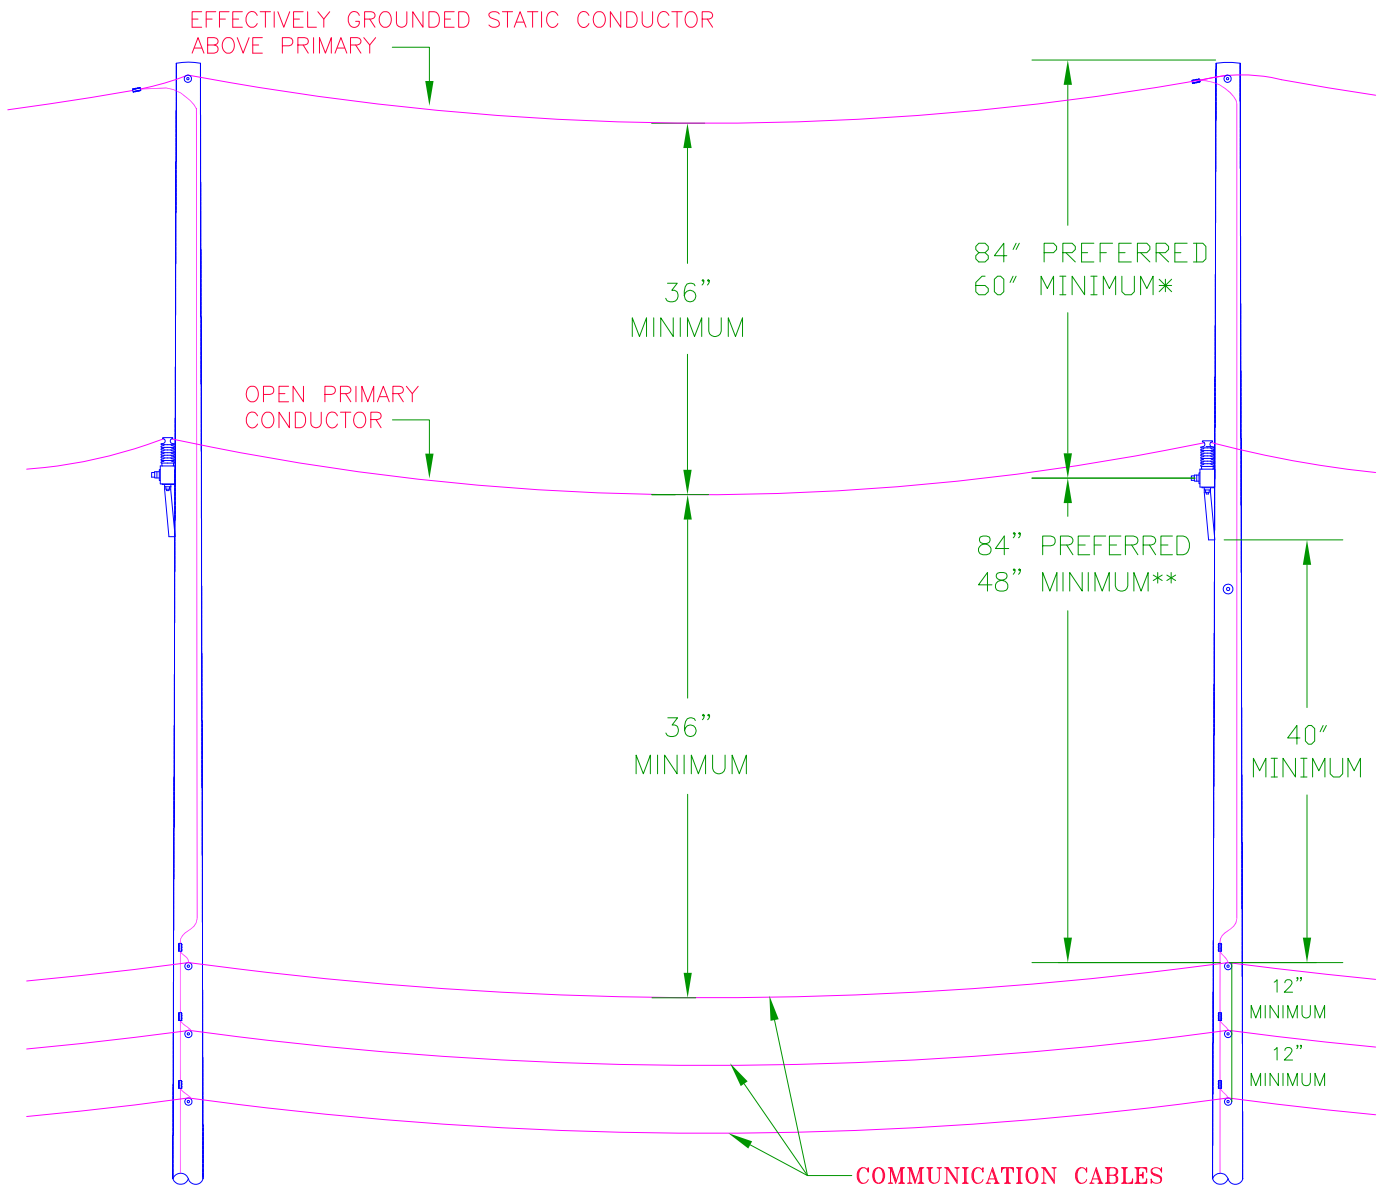 EFFECTIVELY GROUNDED STATIC CONDUCTOR
ABOVE PRIMARY
84" PREFERRED
60" MINIMUM*
36"
MINIMUM
OPEN PRIMARY
CONDUCTOR
84" PREFERRED
48" MINIMUM**
36"
MINIMUM
40"
MINIMUM
12"
MINIMUM
12"
MINIMUM
COMMUNICATION CABLES